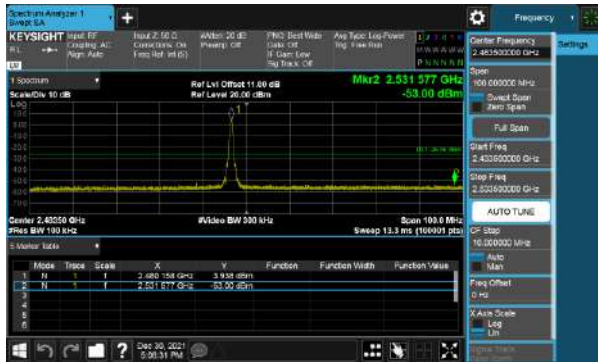 Spectrum Analyzer 1
Swept SA
+
Frequency
KEYSIGHT Input: RF
RL
Coupling: AC
Align: Auto
Input Z: 50 Ω
Corrections: On
Freq Ref: Int (S)
#Atten: 20 dB
Preamp: Off
PNO: Best Wide
Gate: Off
IF Gain: Low
Sig Track: Off
Avg Type: Log-Power
Trig: Free Run
Center Frequency
2.483500000 GHz
Settings
Span
100.000000 MHz
Swept Span
Zero Span
Full Span
Start Freq
2.433500000 GHz
Stop Freq
2.533500000 GHz
AUTO TUNE
CF Step
10.000000 MHz
Auto
Man
Freq Offset
0 Hz
X Axis Scale
Log
Lin
1 Spectrum
Scale/Div 10 dB
Log
Ref Lvl Offset 11.00 dB
Ref Level 20.00 dBm
Mkr2 2.531 577 GHz
-53.00 dBm
Center 2.48350 GHz
#Res BW 100 kHz
#Video BW 300 kHz
Span 100.0 MHz
Sweep 13.3 ms (100001 pts)
5 Marker Table
Mode Trace Scale X Y Function Function Width Function Value
1 N 1 f 2.480 158 GHz 3.938 dBm
2 N 1 f 2.531 577 GHz -53.00 dBm
3
4
5
6
?
Dec 30, 2021
5:08:31 PM